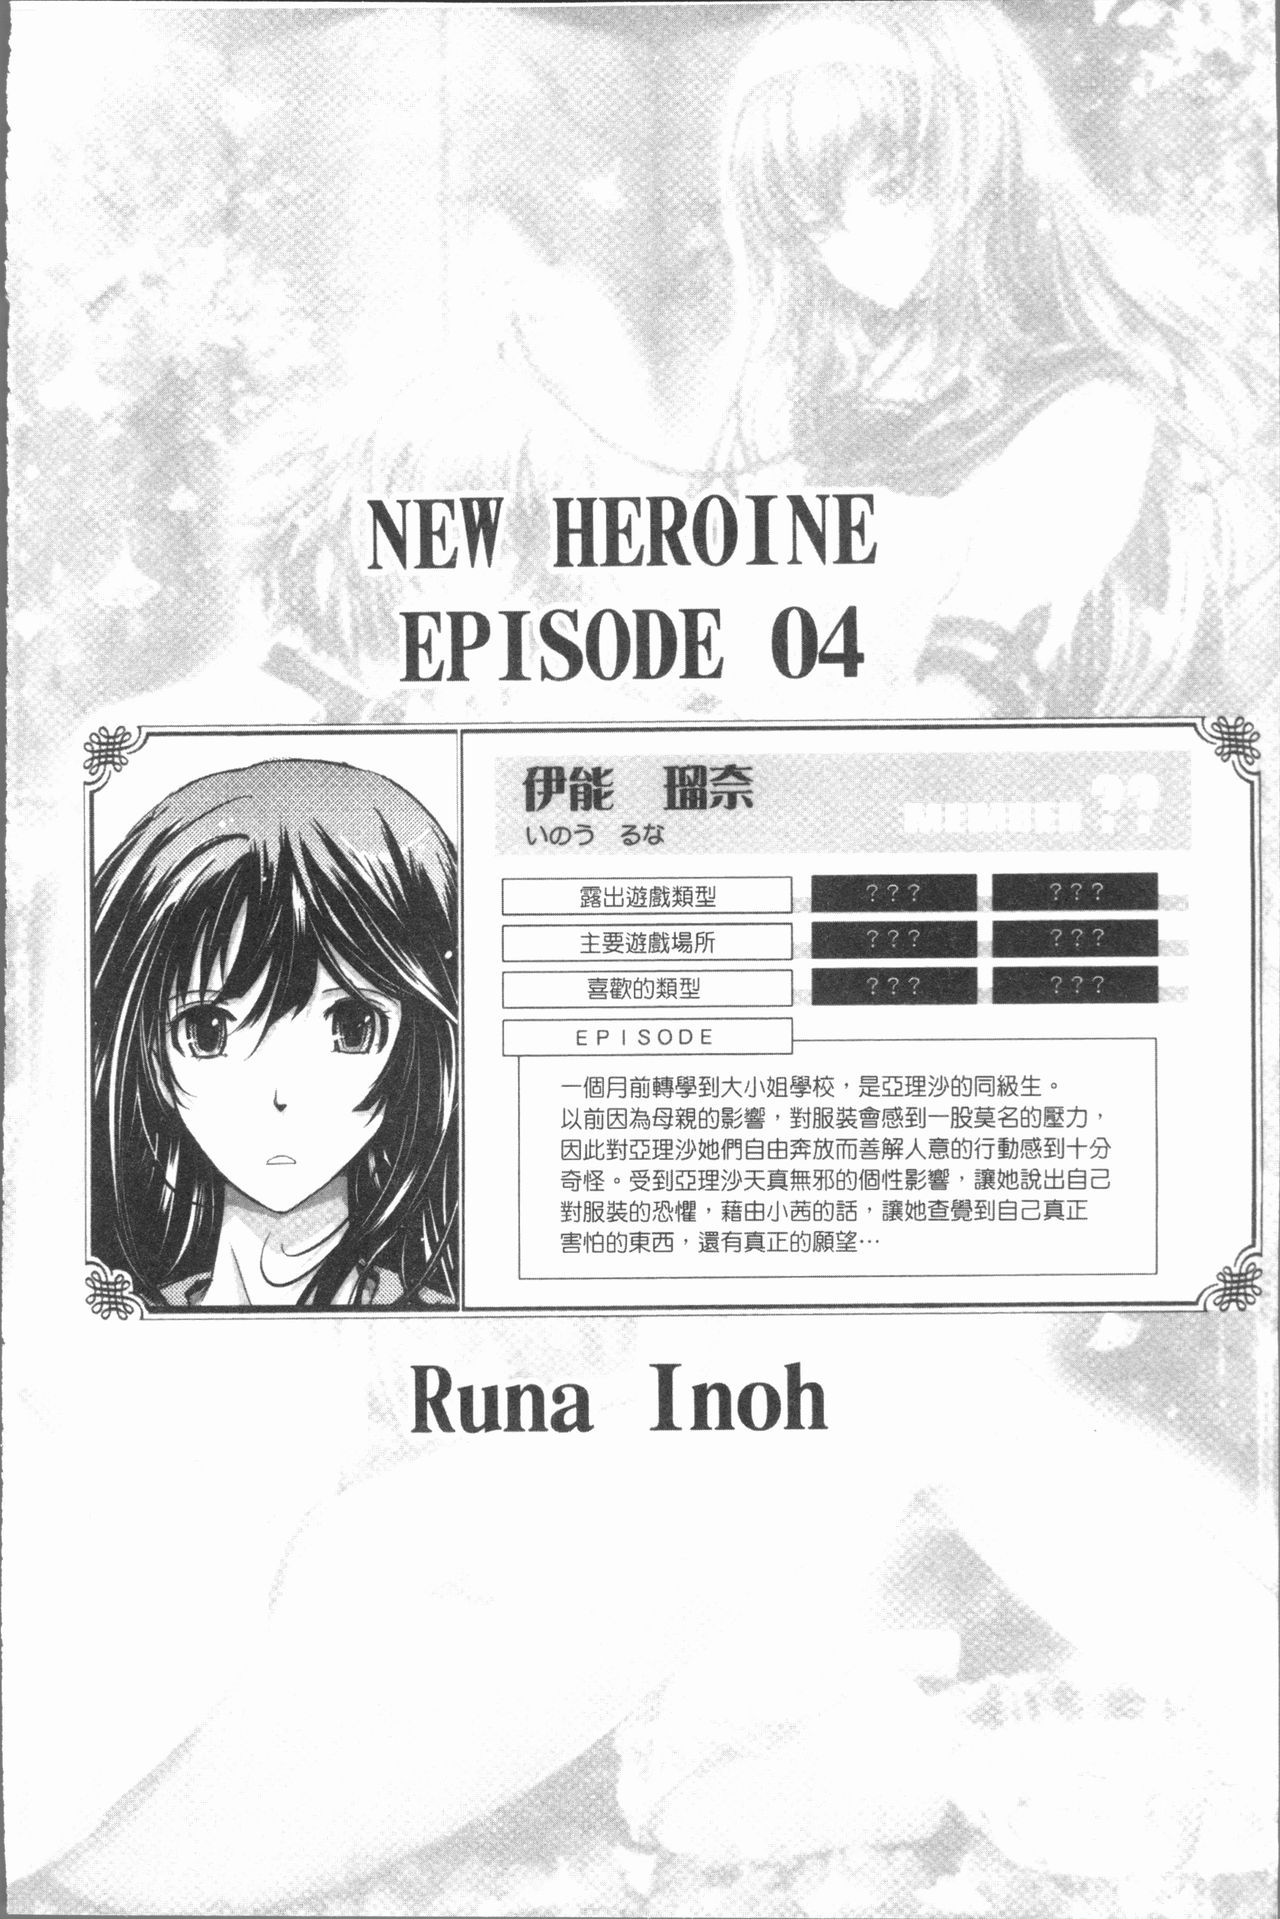 NEW HEROINE
EPISODE 04
伊能 瑠奈
いのう るな
MEMBER ??
露出遊戲類型 ??? ???
主要遊戲場所 ??? ???
喜歡的類型 ??? ???
EPISODE
一個月前轉學到大小姐學校，是亞理沙的同級生。
以前因為母親的影響，對服裝會感到一股莫名的壓力，
因此對亞理沙她們自由奔放而善解人意的行動感到十分
奇怪。受到亞理沙天真無邪的個性影響，讓她說出自己
對服裝的恐懼，藉由小茜的話，讓她查覺到自己真正
害怕的東西，還有真正的願望…
Runa Inoh